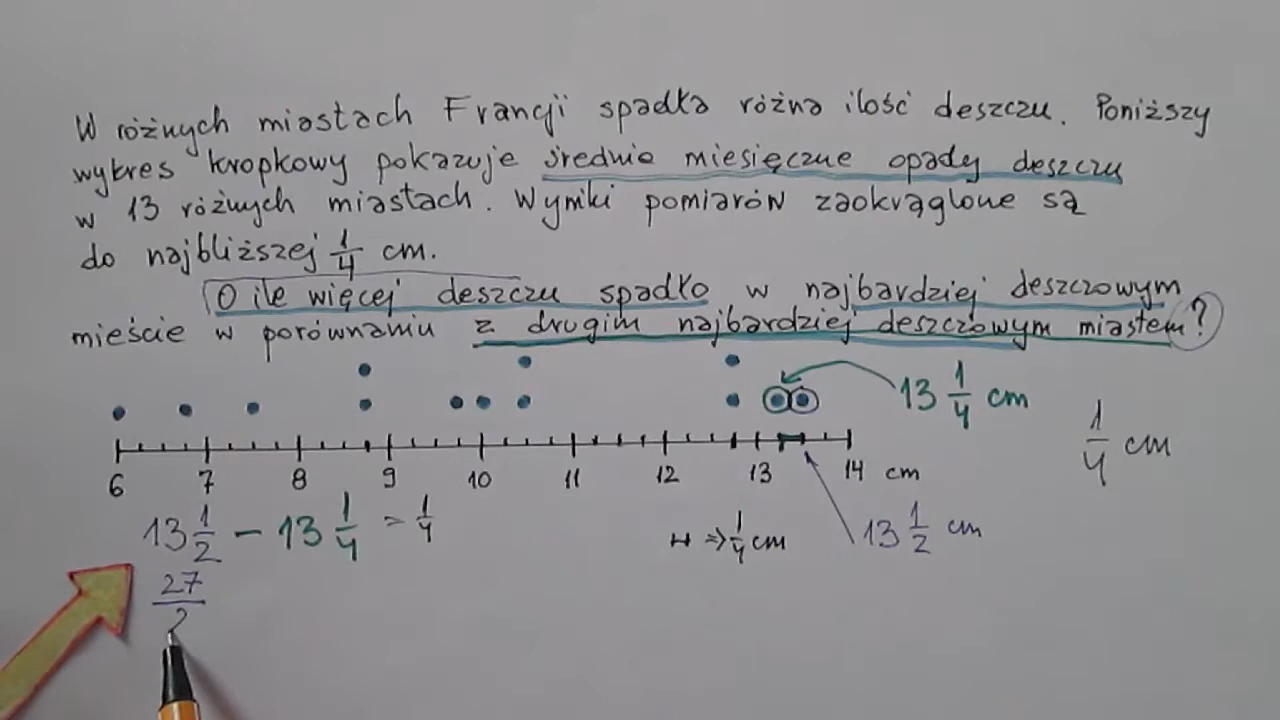 W różnych miastach Francji spadła różna ilość deszczu. Poniższy
wykres kropkowy pokazuje średnie miesięczne opady deszczu
w 13 różnych miastach. Wyniki pomiarów zaokrąglone są
do najbliższej 1/4 cm.
O ile więcej deszczu spadło w najbardziej deszczowym
mieście w porównaniu z drugim najbardziej deszczowym miastem?
13 1/4 cm
1/4 cm
6 7 8 9 10 11 12 13 14 cm
13 1/2 - 13 1/4 = 1/4
H => 1/4 cm
13 1/2 cm
27/2